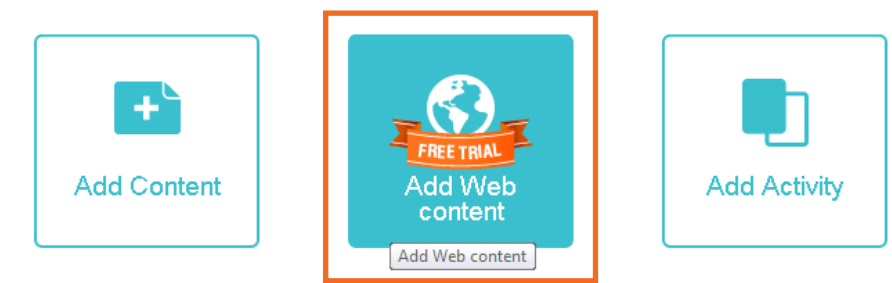 Add Content
FREE TRIAL
Add Web
content
Add Web content
Add Activity